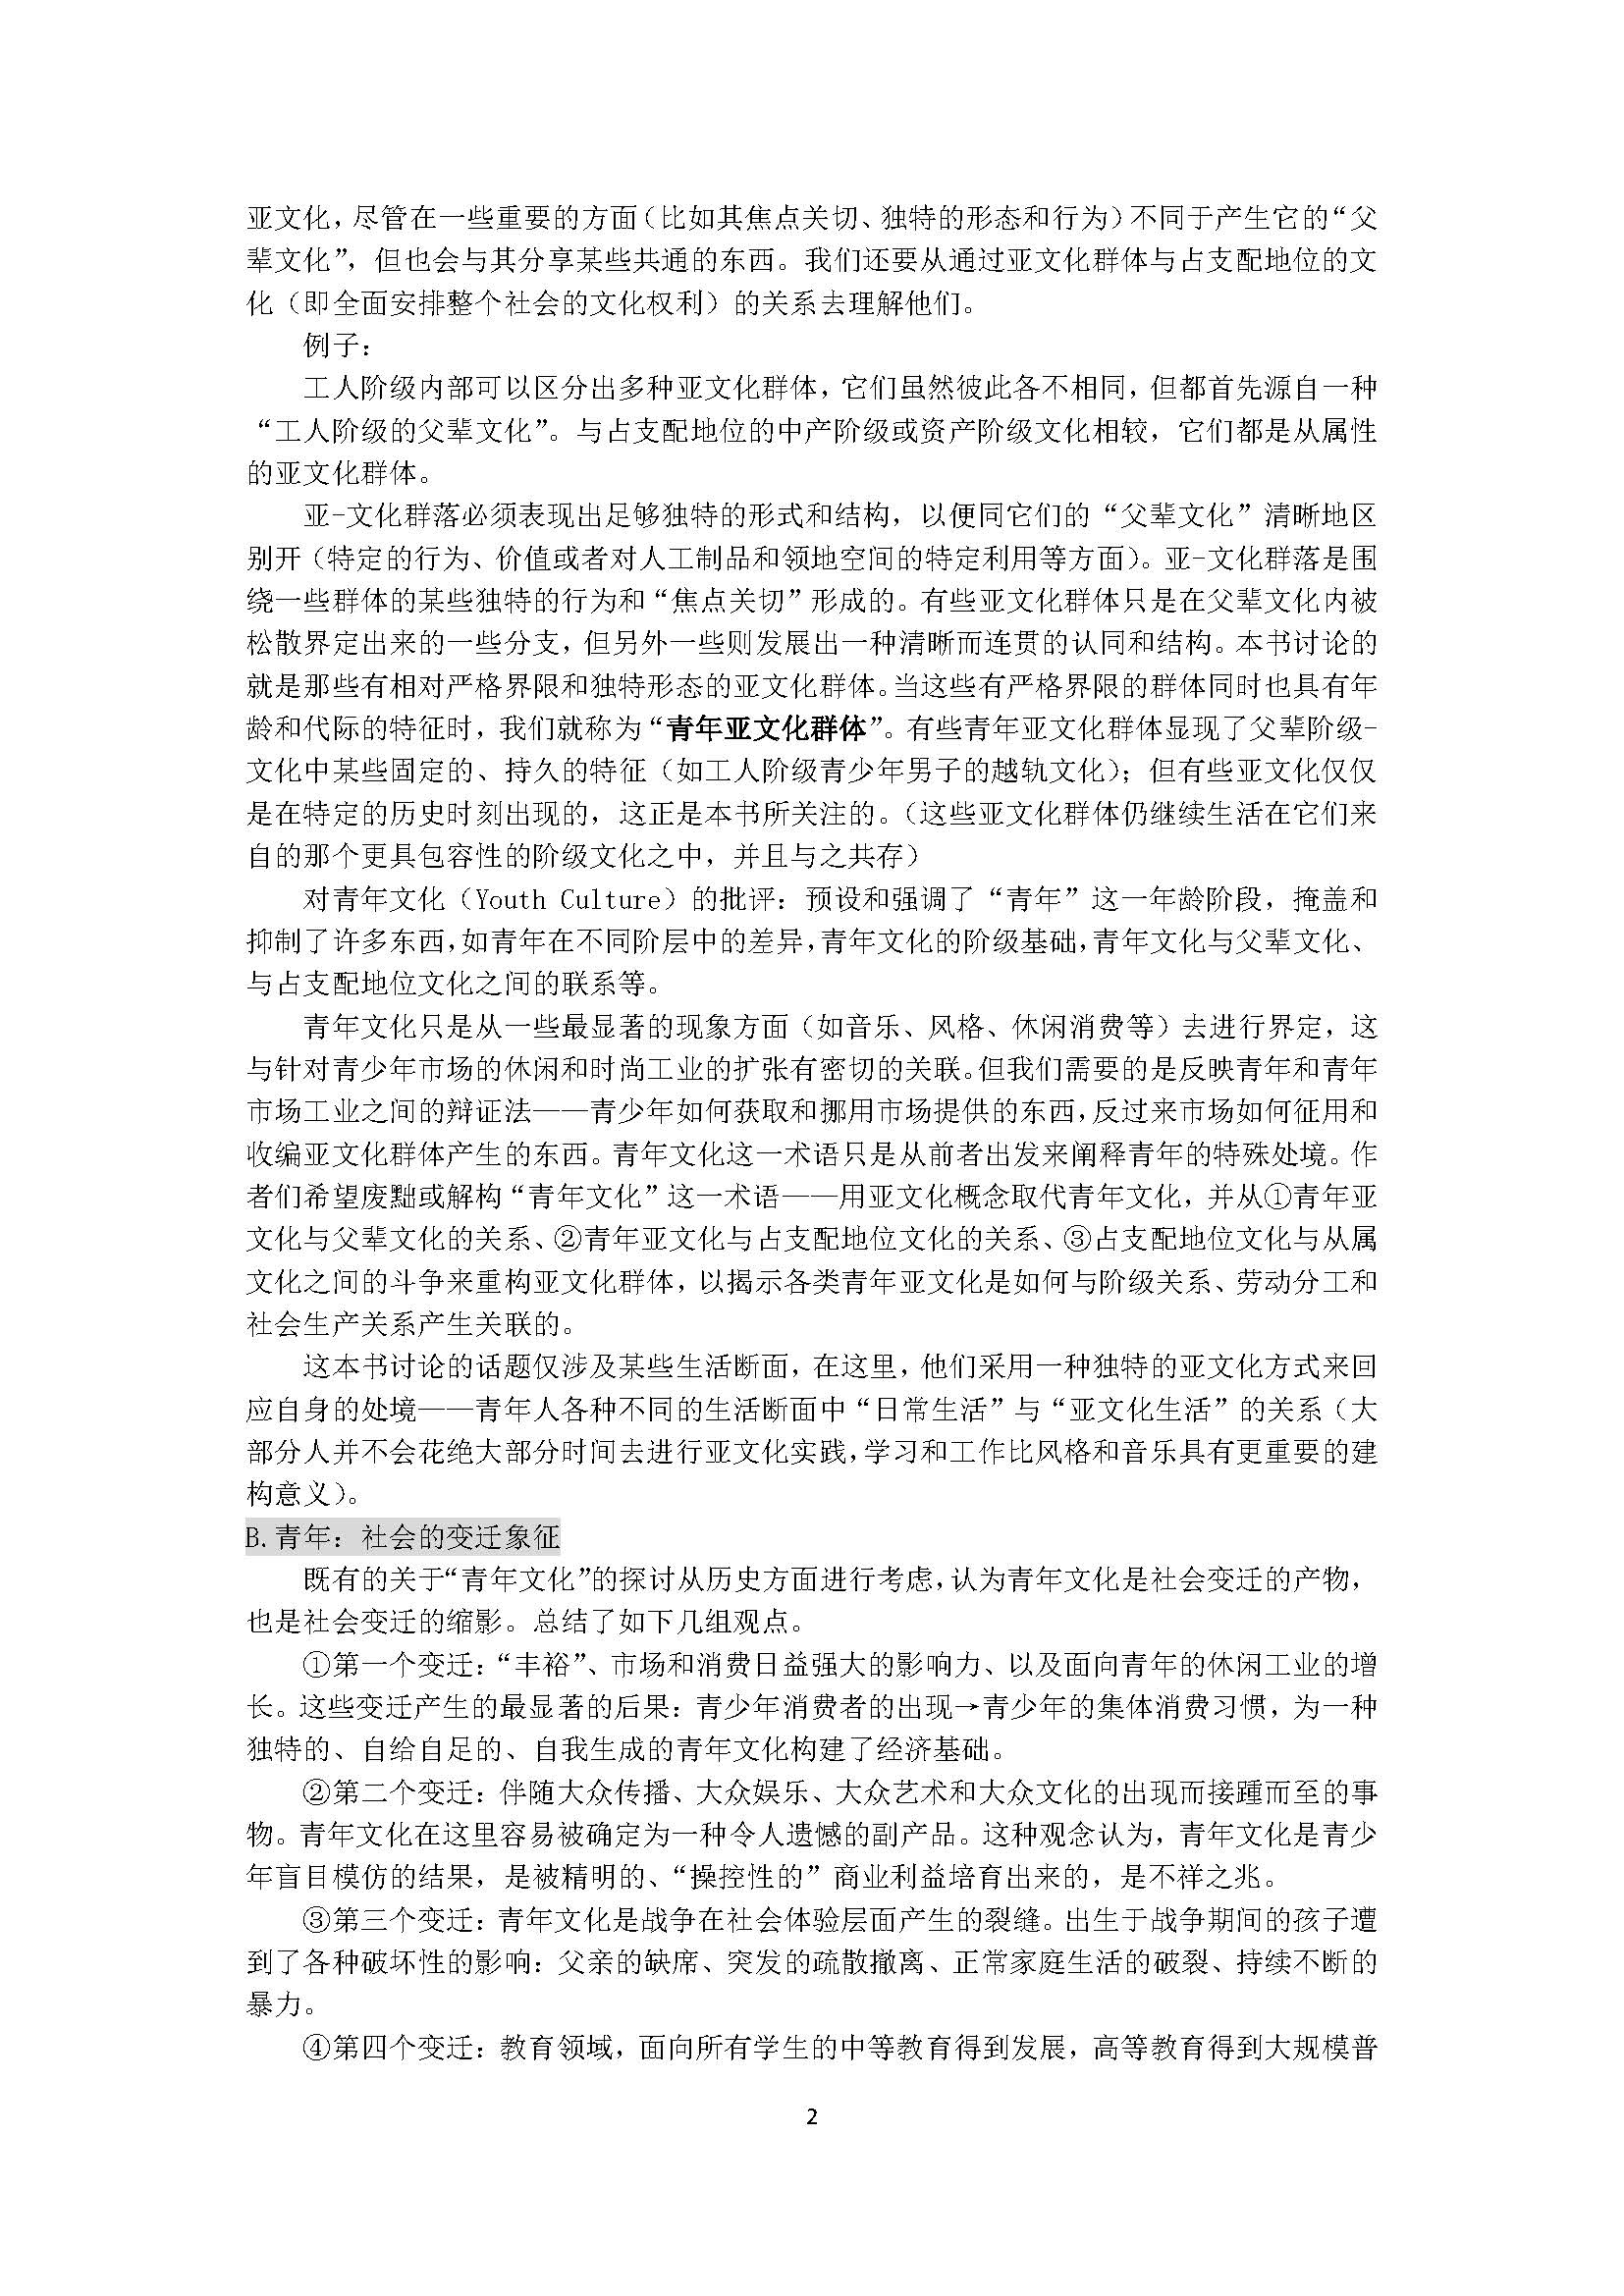 亚文化，尽管在一些重要的方面（比如其焦点关切、独特的形态和行为）不同于产生它的“父
辈文化”，但也会与其分享某些共通的东西。我们还要从通过亚文化群体与占支配地位的文
化（即全面安排整个社会的文化权利）的关系去理解他们。
例子：
工人阶级内部可以区分出多种亚文化群体，它们虽然彼此各不相同，但都首先源自一种
“工人阶级的父辈文化”。与占支配地位的中产阶级或资产阶级文化相较，它们都是从属性
的亚文化群体。
亚-文化群落必须表现出足够独特的形式和结构，以便同它们的“父辈文化”清晰地区
别开（特定的行为、价值或者对人工制品和领地空间的特定利用等方面）。亚-文化群落是围
绕一些群体的某些独特的行为和“焦点关切”形成的。有些亚文化群体只是在父辈文化内被
松散界定出来的一些分支，但另外一些则发展出一种清晰而连贯的认同和结构。本书讨论的
就是那些有相对严格界限和独特形态的亚文化群体。当这些有严格界限的群体同时也具有年
龄和代际的特征时，我们就称为“青年亚文化群体”。有些青年亚文化群体显现了父辈阶级-
文化中某些固定的、持久的特征（如工人阶级青少年男子的越轨文化）；但有些亚文化仅仅
是在特定的历史时刻出现的，这正是本书所关注的。（这些亚文化群体仍继续生活在它们来
自的那个更具包容性的阶级文化之中，并且与之共存）
对青年文化（Youth Culture）的批评：预设和强调了“青年”这一年龄阶段，掩盖和
抑制了许多东西，如青年在不同阶层中的差异，青年文化的阶级基础，青年文化与父辈文化、
与占支配地位文化之间的联系等。
青年文化只是从一些最显著的现象方面（如音乐、风格、休闲消费等）去进行界定，这
与针对青少年市场的休闲和时尚工业的扩张有密切的关联。但我们需要的是反映青年和青年
市场工业之间的辩证法——青少年如何获取和挪用市场提供的东西，反过来市场如何征用和
收编亚文化群体产生的东西。青年文化这一术语只是从前者出发来阐释青年的特殊处境。作
者们希望废黜或解构“青年文化”这一术语——用亚文化概念取代青年文化，并从①青年亚
文化与父辈文化的关系、②青年亚文化与占支配地位文化的关系、③占支配地位文化与从属
文化之间的斗争来重构亚文化群体，以揭示各类青年亚文化是如何与阶级关系、劳动分工和
社会生产关系产生关联的。
这本书讨论的话题仅涉及某些生活断面，在这里，他们采用一种独特的亚文化方式来回
应自身的处境——青年人各种不同的生活断面中“日常生活”与“亚文化生活”的关系（大
部分人并不会花绝大部分时间去进行亚文化实践，学习和工作比风格和音乐具有更重要的建
构意义）。
B.青年：社会的变迁象征
既有的关于“青年文化”的探讨从历史方面进行考虑，认为青年文化是社会变迁的产物，
也是社会变迁的缩影。总结了如下几组观点。
①第一个变迁：“丰裕”、市场和消费日益强大的影响力、以及面向青年的休闲工业的增
长。这些变迁产生的最显著的后果：青少年消费者的出现→青少年的集体消费习惯，为一种
独特的、自给自足的、自我生成的青年文化构建了经济基础。
②第二个变迁：伴随大众传播、大众娱乐、大众艺术和大众文化的出现而接踵而至的事
物。青年文化在这里容易被确定为一种令人遗憾的副产品。这种观念认为，青年文化是青少
年盲目模仿的结果，是被精明的、“操控性的”商业利益培育出来的，是不祥之兆。
③第三个变迁：青年文化是战争在社会体验层面产生的裂缝。出生于战争期间的孩子遭
到了各种破坏性的影响：父亲的缺席、突发的疏散撤离、正常家庭生活的破裂、持续不断的
暴力。
④第四个变迁：教育领域，面向所有学生的中等教育得到发展，高等教育得到大规模普
2